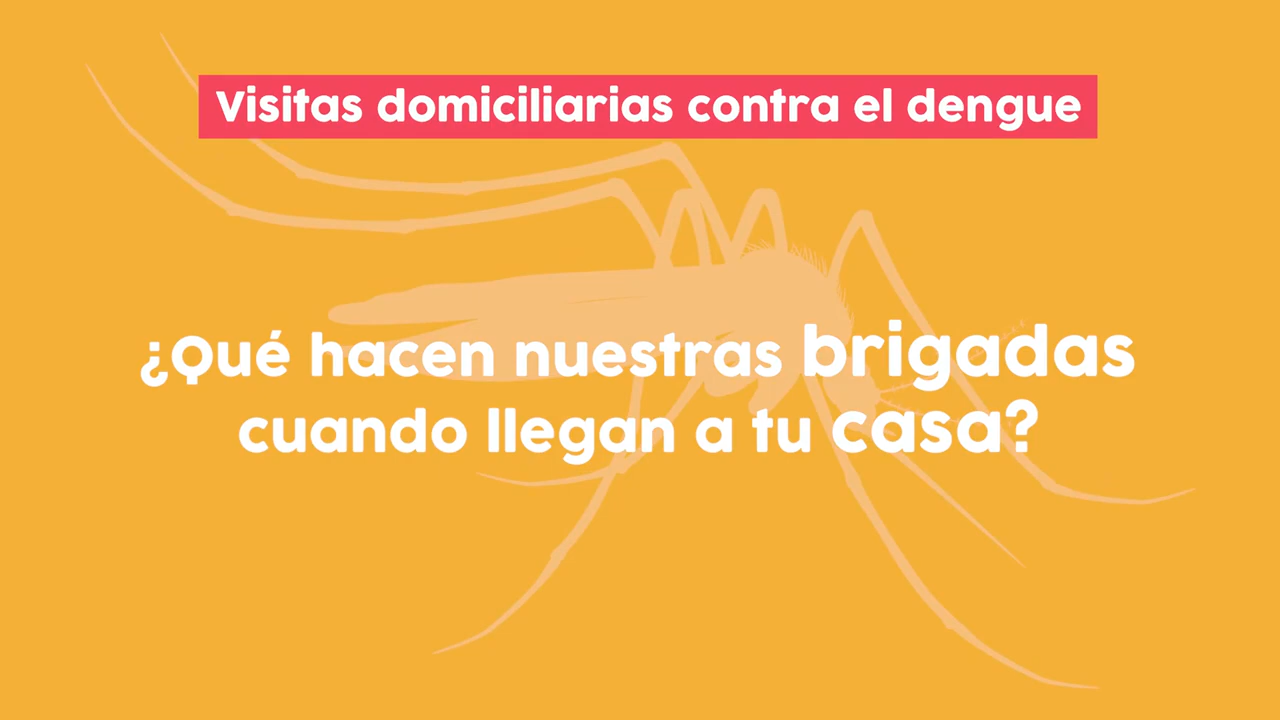 Visitas domiciliarias contra el dengue
¿Qué hacen nuestras brigadas
cuando llegan a tu casa?